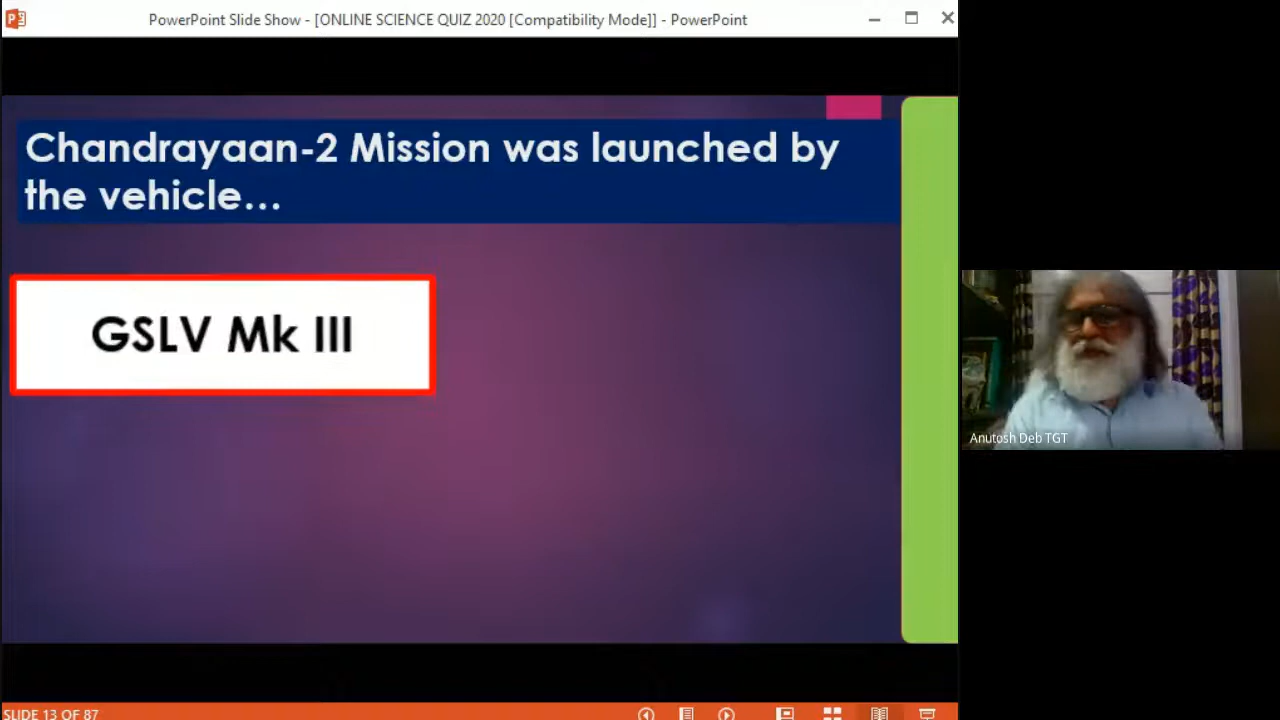 PowerPoint Slide Show - [ONLINE SCIENCE QUIZ 2020 [Compatibility Mode]] - PowerPoint
Chandrayaan-2 Mission was launched by
the vehicle...
GSLV Mk III
Anutosh Deb TGT
SLIDE 13 OF 87